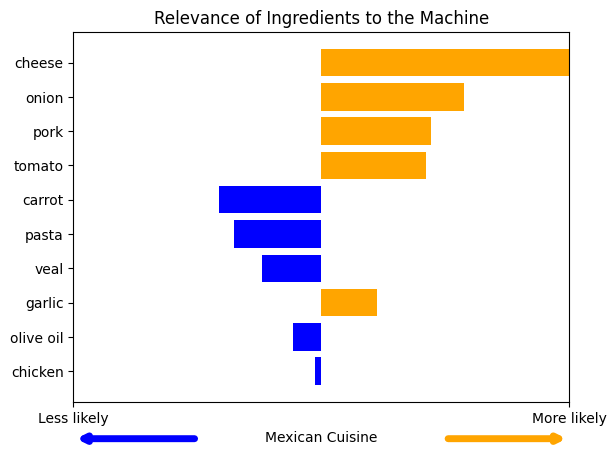 Relevance of Ingredients to the Machine
cheese
onion
pork
tomato
carrot
pasta
veal
garlic
olive oil
chicken
Less likely
More likely
Mexican Cuisine